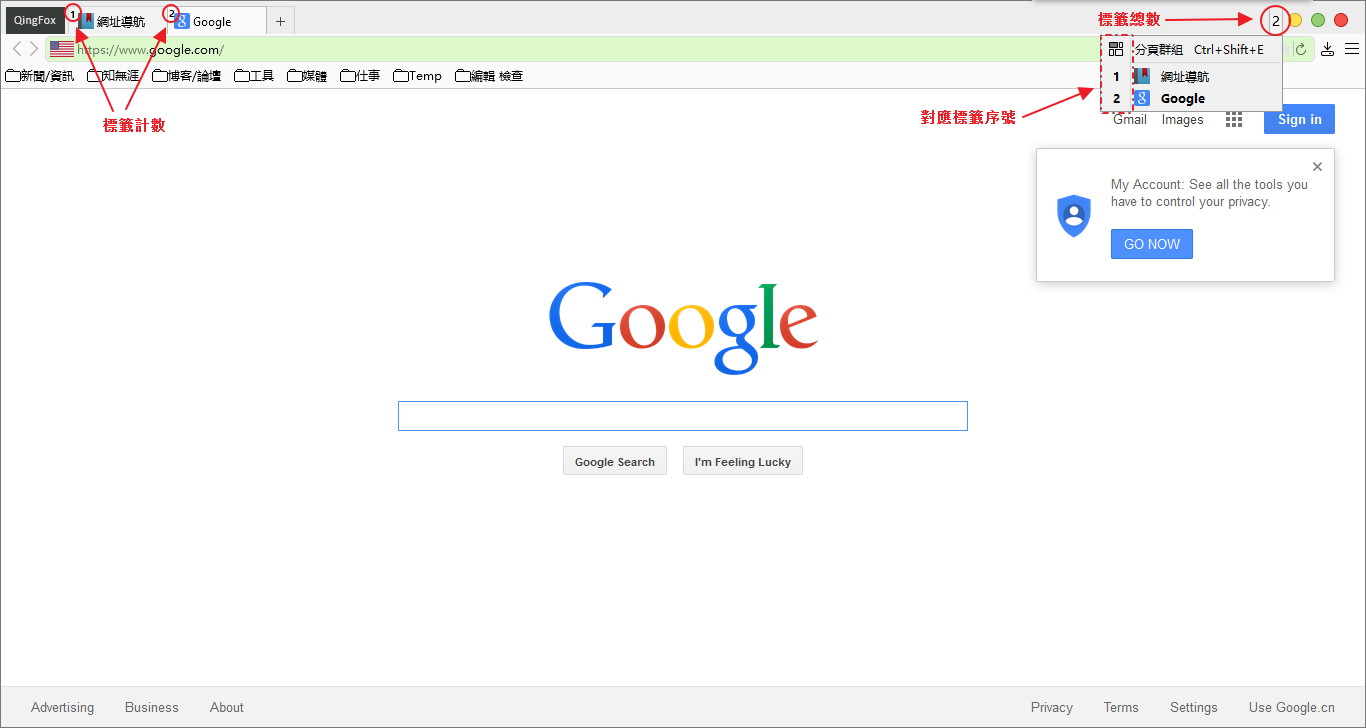 QingFox 1 網址導航 2 Google +
標籤總數 2
https://www.google.com/
分頁群組 Ctrl+Shift+E
1 網址導航
2 Google
新聞/資訊 知無涯 博客/論壇 工具 媒體 仕事 Temp 編輯 檢查
標籤計數
對應標籤序號
Gmail Images Sign in
My Account: See all the tools you
have to control your privacy.
GO NOW
Google
Google Search I'm Feeling Lucky
Advertising Business About Privacy Terms Settings Use Google.cn